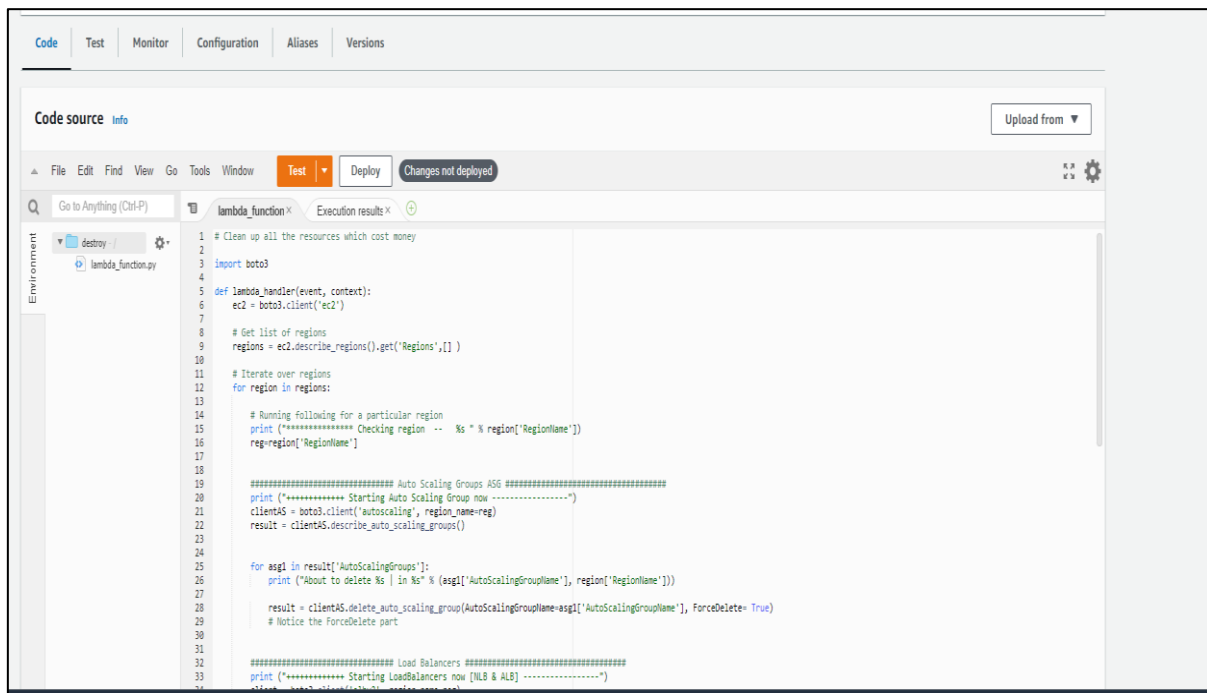 Code Test Monitor Configuration Aliases Versions
Code source Info
Upload from ▼
File Edit Find View Go Tools Window Test Deploy Changes not deployed
Go to Anything (Ctrl-P)
lambda_function × Execution results ×
Environment
destroy - /
lambda_function.py
1 # Clean up all the resources which cost money
2
3 import boto3
4
5 def lambda_handler(event, context):
6 ec2 = boto3.client('ec2')
7
8 # Get list of regions
9 regions = ec2.describe_regions().get('Regions',[] )
10
11 # Iterate over regions
12 for region in regions:
13
14 # Running following for a particular region
15 print ("*************** Checking region -- %s " % region['RegionName'])
16 reg=region['RegionName']
17
18
19 ################################ Auto Scaling Groups ASG ####################################
20 print ("+++++++++++++ Starting Auto Scaling Group now -----------------")
21 clientAS = boto3.client('autoscaling', region_name=reg)
22 result = clientAS.describe_auto_scaling_groups()
23
24
25 for asg1 in result['AutoScalingGroups']:
26 print ("About to delete %s | in %s" % (asg1['AutoScalingGroupName'], region['RegionName']))
27
28 result = clientAS.delete_auto_scaling_group(AutoScalingGroupName=asg1['AutoScalingGroupName'], ForceDelete= True)
29 # Notice the ForceDelete part
30
31
32 ################################ Load Balancers ####################################
33 print ("+++++++++++++ Starting LoadBalancers now [NLB & ALB] -----------------")